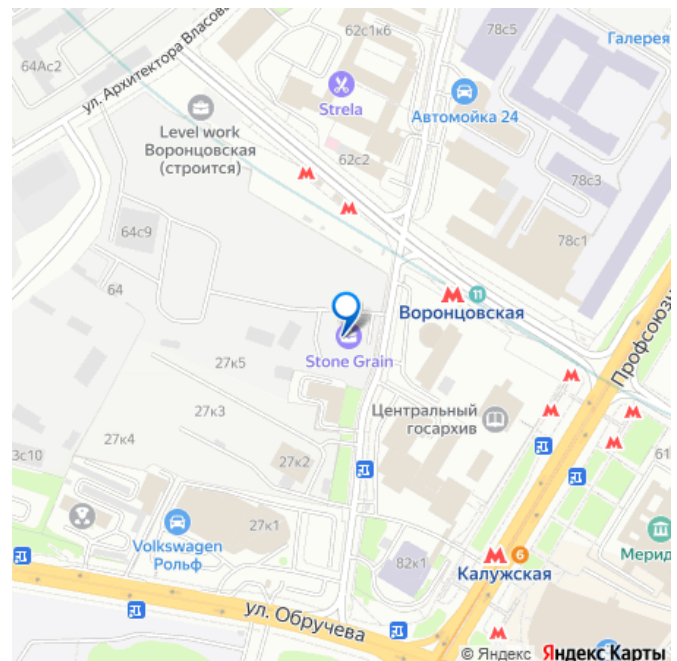 62с1к6
78с5
Галерея
64Ас2
ул. Архитектора Власова
Strela
Автомойка 24
Level work
Воронцовская
(строится)
62с2
78с3
64с9
78с1
64
11
Воронцовская
Профсоюзн
Stone Grain
27к5
27к3
Центральный
госархив
27к4
3с10
27к2
61
27к1
Volkswagen
Рольф
82к1
6
Калужская
Мерид
ул. Обручева
© Яндекс Яндекс Карты